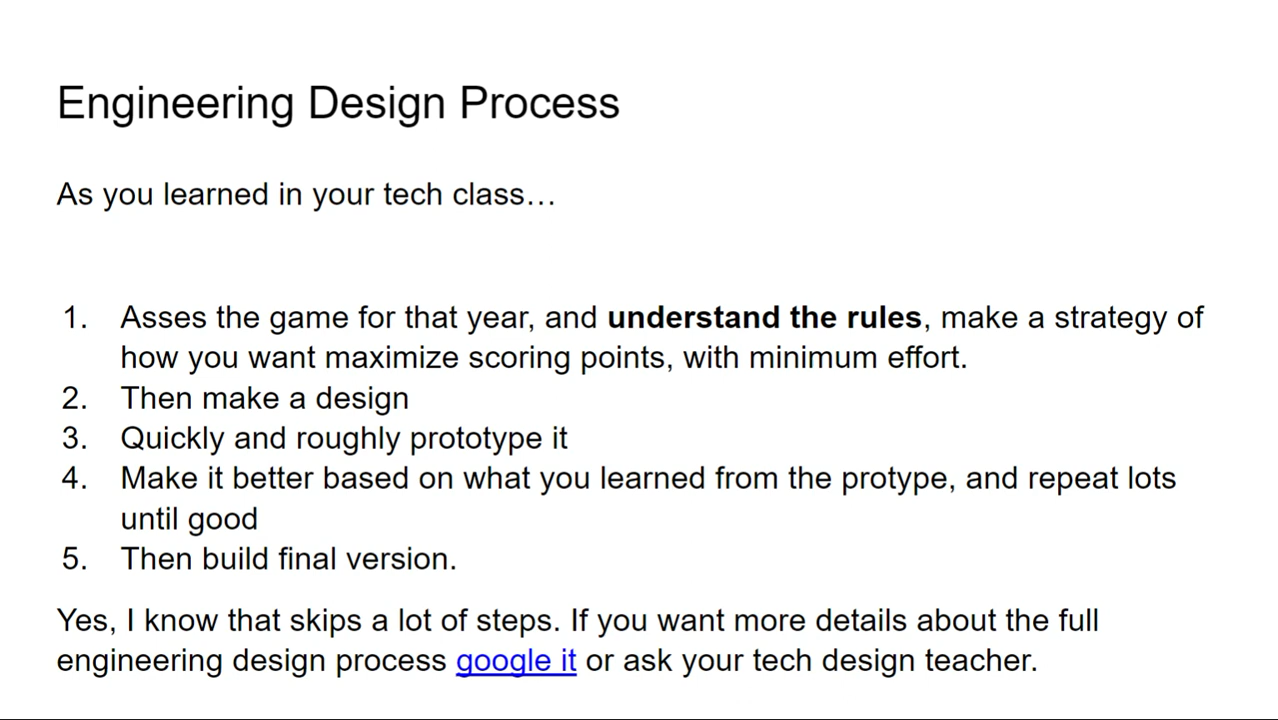 Engineering Design Process
As you learned in your tech class…
1. Asses the game for that year, and understand the rules, make a strategy of
how you want maximize scoring points, with minimum effort.
2. Then make a design
3. Quickly and roughly prototype it
4. Make it better based on what you learned from the protype, and repeat lots
until good
5. Then build final version.
Yes, I know that skips a lot of steps. If you want more details about the full
engineering design process google it or ask your tech design teacher.